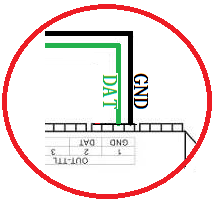 DAT
GND
3 2 1
DAT GND
OUT-TTL